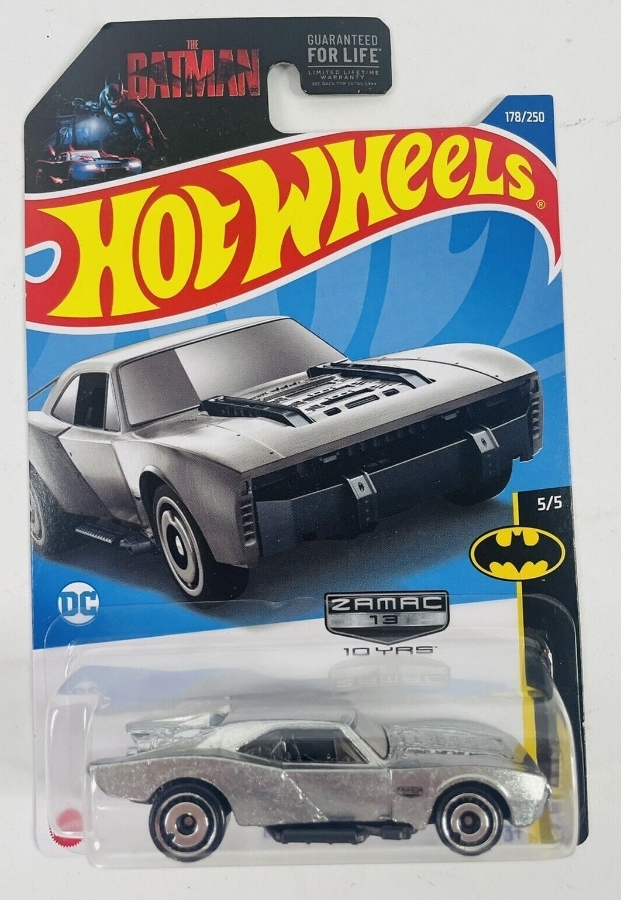 THE
BATMAN
GUARANTEED
FOR LIFE*
LIMITED LIFETIME
WARRANTY
178/250
HOT WHEELS®
5/5
DC
ZAMAC
13
10 YRS